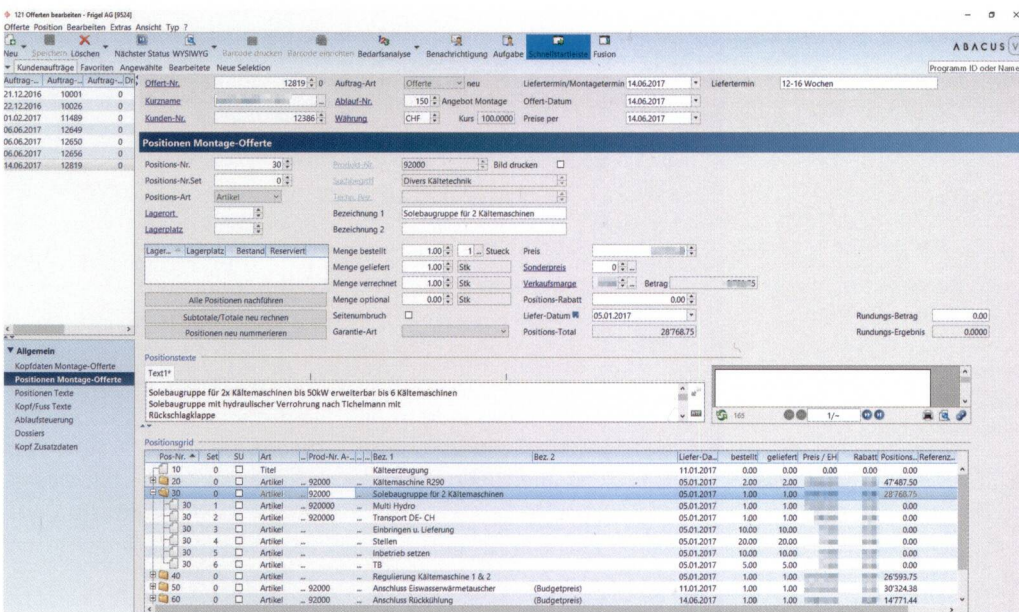 121 Offerten bearbeiten - Frigel AG [9524]
Offerte Position Bearbeiten Extras Ansicht Typ ?
Neu Speichern Löschen Nächster Status WYSIWYG Barcode drucken Barcode einrichten Bedarfsanalyse Benachrichtigung Aufgabe Schnellstartleiste Fusion
ABACUS V
Kundenaufträge Favoriten Angewählte Bearbeitete Neue Selektion
Programm ID oder Name
Auftrag-... Auftrag-... Auftrag-... Dri
21.12.2016 10001 0
22.12.2016 10026 0
01.02.2017 11489 0
06.06.2017 12649 0
06.06.2017 12650 0
06.06.2017 12656 0
14.06.2017 12819 0
Offert-Nr. 12819 0 Auftrag-Art Offerte neu Liefertermin/Montagetermin 14.06.2017 Liefertermin 12-16 Wochen
Kurzname Ablauf-Nr. 150 Angebot Montage Offert-Datum 14.06.2017
Kunden-Nr. 12386 Währung CHF Kurs 100.0000 Preise per 14.06.2017
Positionen Montage-Offerte
Positions-Nr. 30 Produkt-Nr. 92000 Bild drucken
Positions-Nr.Set 0 Suchbegriff Divers Kältetechnik
Positions-Art Artikel
Lagerort Bezeichnung 1 Solebaugruppe für 2 Kältemaschinen
Lagerplatz Bezeichnung 2
Lager... Lagerplatz Bestand Reserviert
Menge bestellt 1.00 1 ... Stueck Preis
Menge geliefert 1.00 Stk Sonderpreis 0 ...
Menge verrechnet 1.00 Stk Verkaufsmarge ... Betrag
Alle Positionen nachführen Menge optional 0.00 Stk Positions-Rabatt 0.00
Subtotale/Totale neu rechnen Seitenumbruch Liefer-Datum 05.01.2017 Rundungs-Betrag 0.00
Positionen neu nummerieren Garantie-Art Positions-Total 28'768.75 Rundungs-Ergebnis 0.0000
Allgemein
Kopfdaten Montage-Offerte
Positionen Montage-Offerte
Positionen Texte
Kopf/Fuss Texte
Ablaufsteuerung
Dossiers
Kopf Zusatzdaten
Positionstexte
Text1*
Solebaugruppe für 2x Kältemaschinen bis 50kW erweiterbar bis 6 Kältemaschinen
Solebaugruppe mit hydraulischer Verrohrung nach Tichelmann mit
Rückschlagklappe
165 1/~
Positionsgrid
Pos-Nr. Set SU Art ... Prod-Nr. A-... ... Bez. 1 Bez. 2 Liefer-Da... bestellt geliefert Preis / EH Rabatt Positions... Referenz...
10 0 Titel Kälteerzeugung 11.01.2017 0.00 0.00 0.00 0.00 0.00
20 0 Artikel ... 92000 ... Kältemaschine R290 05.01.2017 2.00 2.00 47'487.50
30 0 Artikel ... 92000 ... Solebaugruppe für 2 Kältemaschinen 05.01.2017 1.00 1.00 28'768.75
30 1 Artikel ... 920000 ... Multi Hydro 05.01.2017 1.00 1.00 0.00
30 2 Artikel ... 920000 ... Transport DE- CH 05.01.2017 1.00 1.00 0.00
30 3 Artikel ... ... Einbringen u. Lieferung 05.01.2017 10.00 10.00 0.00
30 4 Artikel ... ... Stellen 05.01.2017 20.00 20.00 0.00
30 5 Artikel ... ... Inbetrieb setzen 05.01.2017 10.00 10.00 0.00
30 6 Artikel ... ... TB 05.01.2017 5.00 5.00 0.00
40 0 Artikel ... ... Regulierung Kältemaschine 1 & 2 05.01.2017 1.00 1.00 26'593.75
50 0 Artikel ... 92000 ... Anschluss Eiswasserwärmetauscher (Budgetpreis) 11.01.2017 1.00 1.00 30'324.38
60 0 Artikel ... 92000 ... Anschluss Rückkühlung (Budgetpreis) 14.06.2017 1.00 1.00 14'771.44